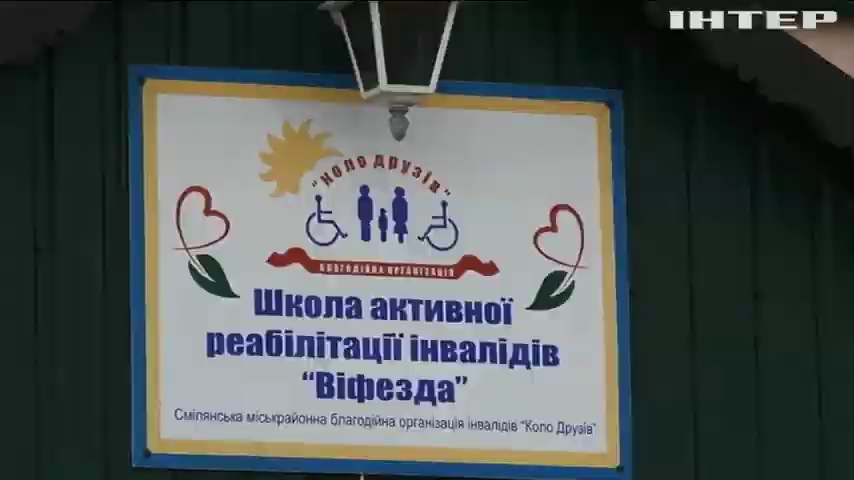 ІНТЕР
"коло друзів"
БЛАГОДІЙНА ОРГАНІЗАЦІЯ
Школа активної
реабілітації інвалідів
"Віфезда"
Смілянська міськрайонна благодійна організація інвалідів "Коло Друзів"